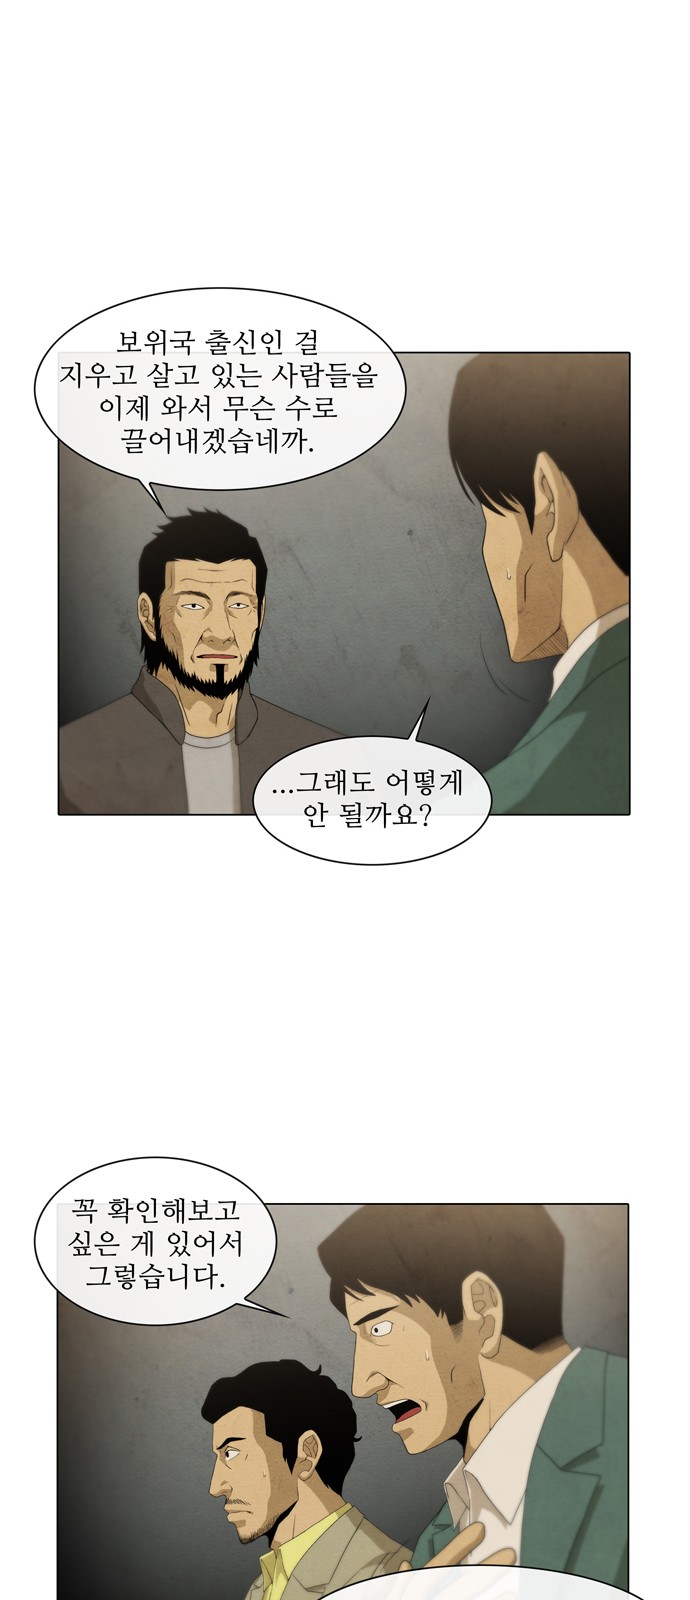 보위국 출신인 걸
지우고 살고 있는 사람들을
이제 와서 무슨 수로
끌어내겠습네까.
...그래도 어떻게
안 될까요?
꼭 확인해보고
싶은 게 있어서
그렇습니다.